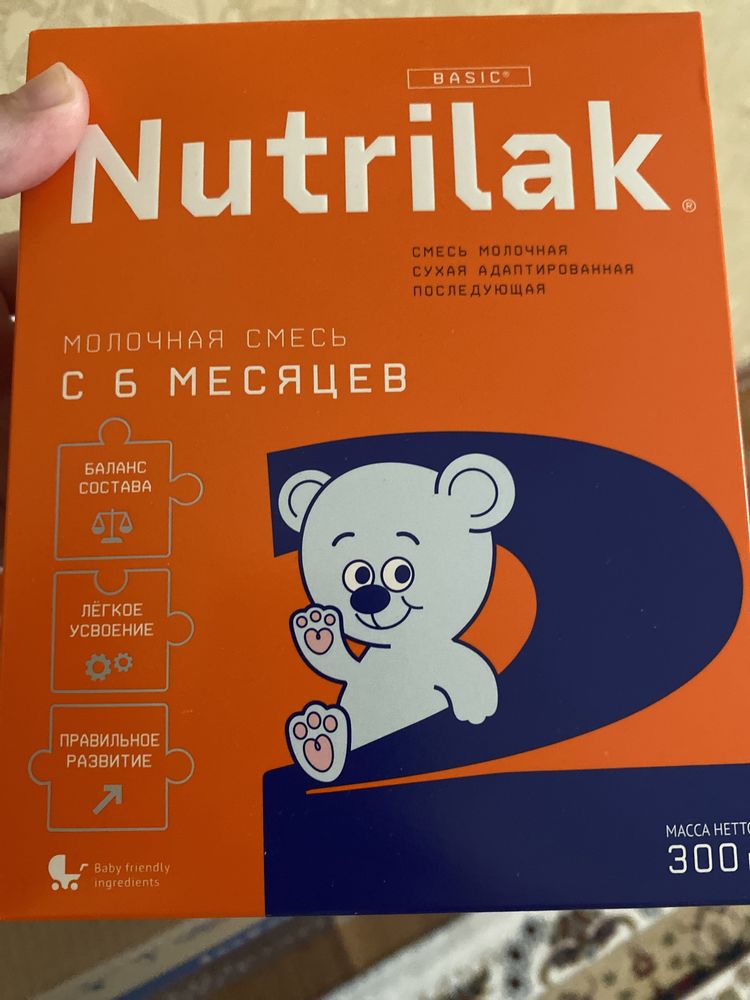 BASIC®
Nutrilak®
СМЕСЬ МОЛОЧНАЯ
СУХАЯ АДАПТИРОВАННАЯ
ПОСЛЕДУЮЩАЯ
МОЛОЧНАЯ СМЕСЬ
С 6 МЕСЯЦЕВ
БАЛАНС
СОСТАВА
ЛЁГКОЕ
УСВОЕНИЕ
ПРАВИЛЬНОЕ
РАЗВИТИЕ
2
Baby friendly
ingredients
МАССА НЕТТО
300